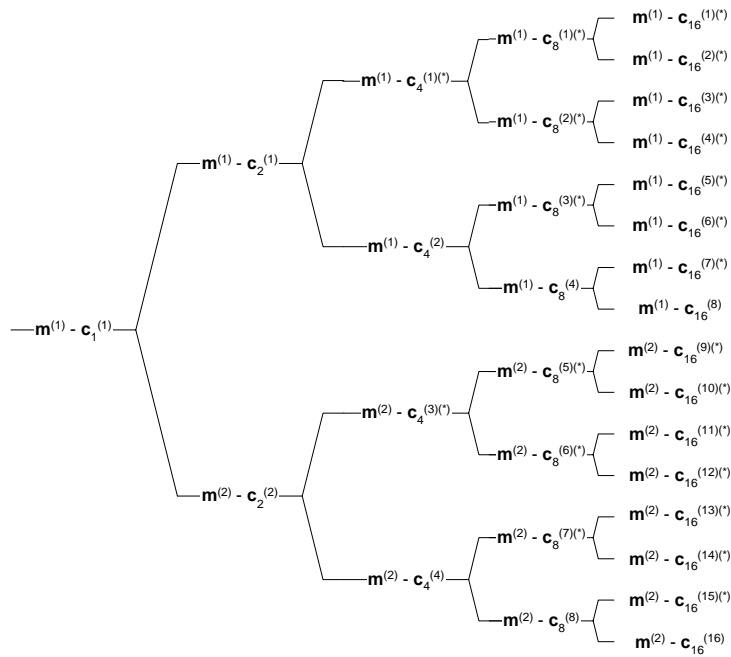 m(1) - c16(1)(*)
m(1) - c8(1)(*)
m(1) - c16(2)(*)
m(1) - c4(1)(*)
m(1) - c16(3)(*)
m(1) - c8(2)(*)
m(1) - c16(4)(*)
m(1) - c2(1)
m(1) - c16(5)(*)
m(1) - c8(3)(*)
m(1) - c16(6)(*)
m(1) - c4(2)
m(1) - c16(7)(*)
m(1) - c8(4)
m(1) - c16(8)
m(1) - c1(1)
m(2) - c16(9)(*)
m(2) - c8(5)(*)
m(2) - c16(10)(*)
m(2) - c4(3)(*)
m(2) - c16(11)(*)
m(2) - c8(6)(*)
m(2) - c16(12)(*)
m(2) - c2(2)
m(2) - c16(13)(*)
m(2) - c8(7)(*)
m(2) - c16(14)(*)
m(2) - c4(4)
m(2) - c16(15)(*)
m(2) - c8(8)
m(2) - c16(16)